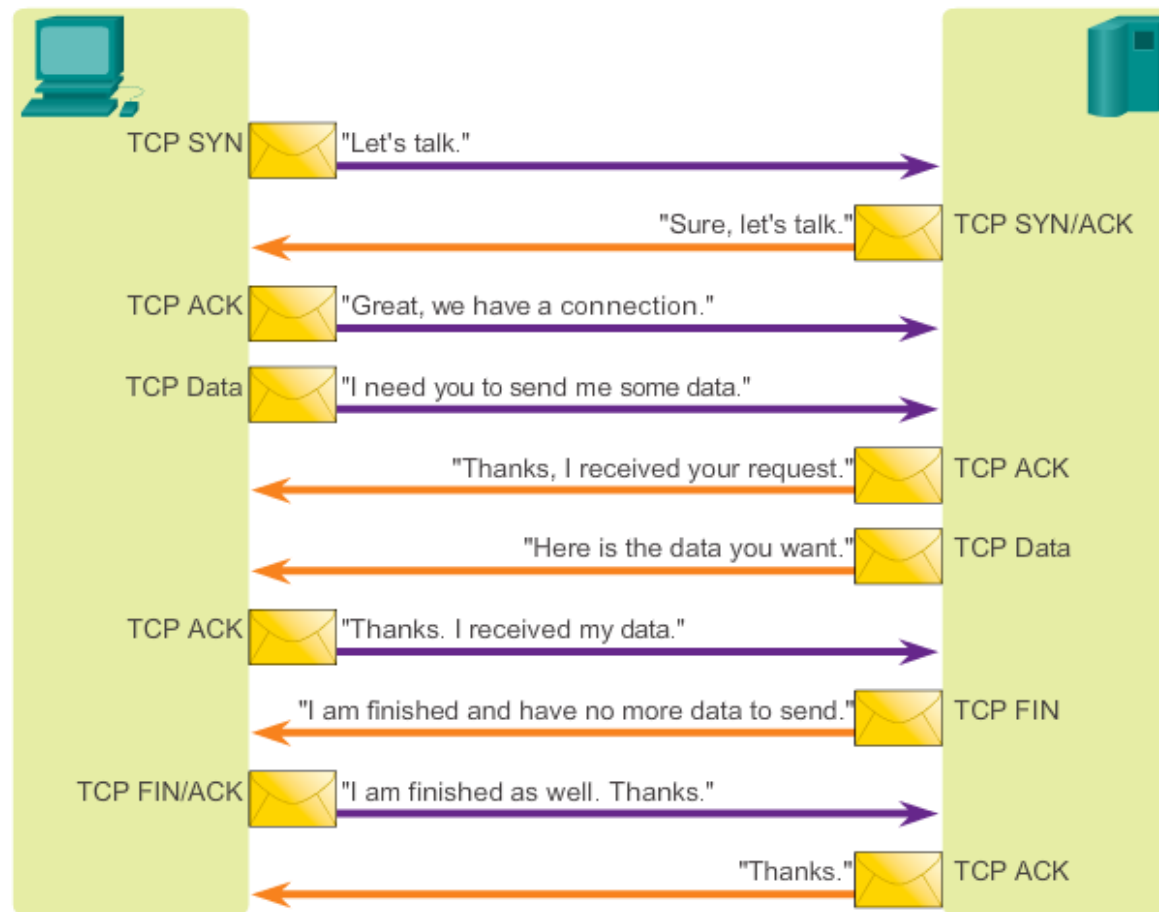 TCP SYN "Let's talk."
"Sure, let's talk." TCP SYN/ACK
TCP ACK "Great, we have a connection."
TCP Data "I need you to send me some data."
"Thanks, I received your request." TCP ACK
"Here is the data you want." TCP Data
TCP ACK "Thanks. I received my data."
"I am finished and have no more data to send." TCP FIN
TCP FIN/ACK "I am finished as well. Thanks."
"Thanks." TCP ACK